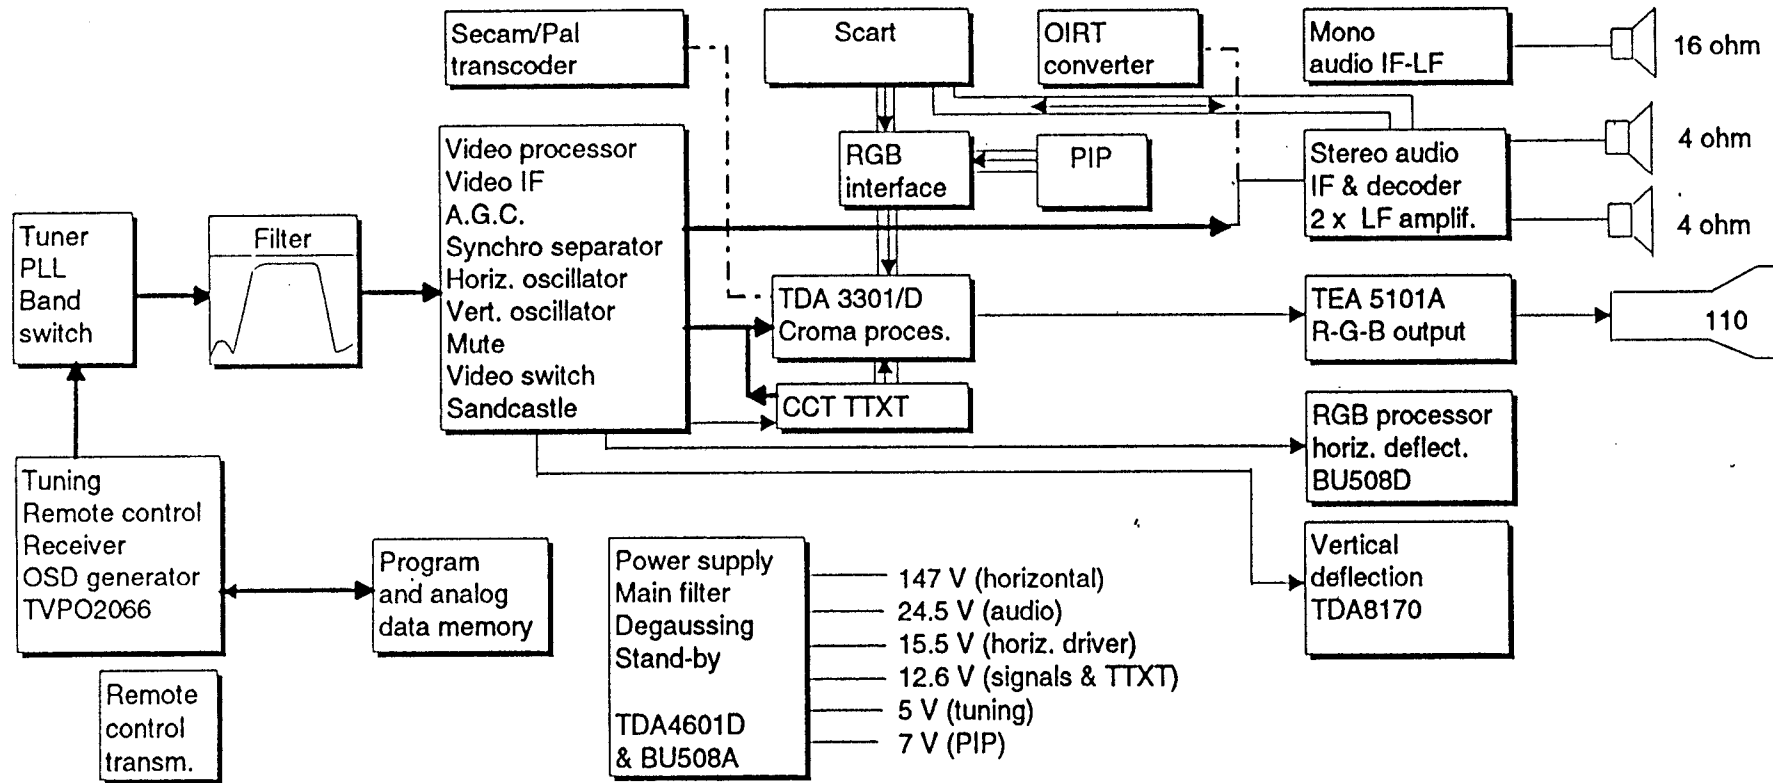 Secam/Pal
transcoder
Scart
OIRT
converter
Mono
audio IF-LF
16 ohm
Video processor
Video IF
A.G.C.
Synchro separator
Horiz. oscillator
Vert. oscillator
Mute
Video switch
Sandcastle
RGB
interface
PIP
Stereo audio
IF & decoder
2 x LF amplif.
4 ohm
4 ohm
Tuner
PLL
Band
switch
Filter
TDA 3301/D
Croma proces.
TEA 5101A
R-G-B output
110
CCT TTXT
RGB processor
horiz. deflect.
BU508D
Tuning
Remote control
Receiver
OSD generator
TVPO2066
Program
and analog
data memory
Power supply
Main filter
Degaussing
Stand-by
TDA4601D
& BU508A
147 V (horizontal)
24.5 V (audio)
15.5 V (horiz. driver)
12.6 V (signals & TTXT)
5 V (tuning)
7 V (PIP)
Vertical
deflection
TDA8170
Remote
control
transm.